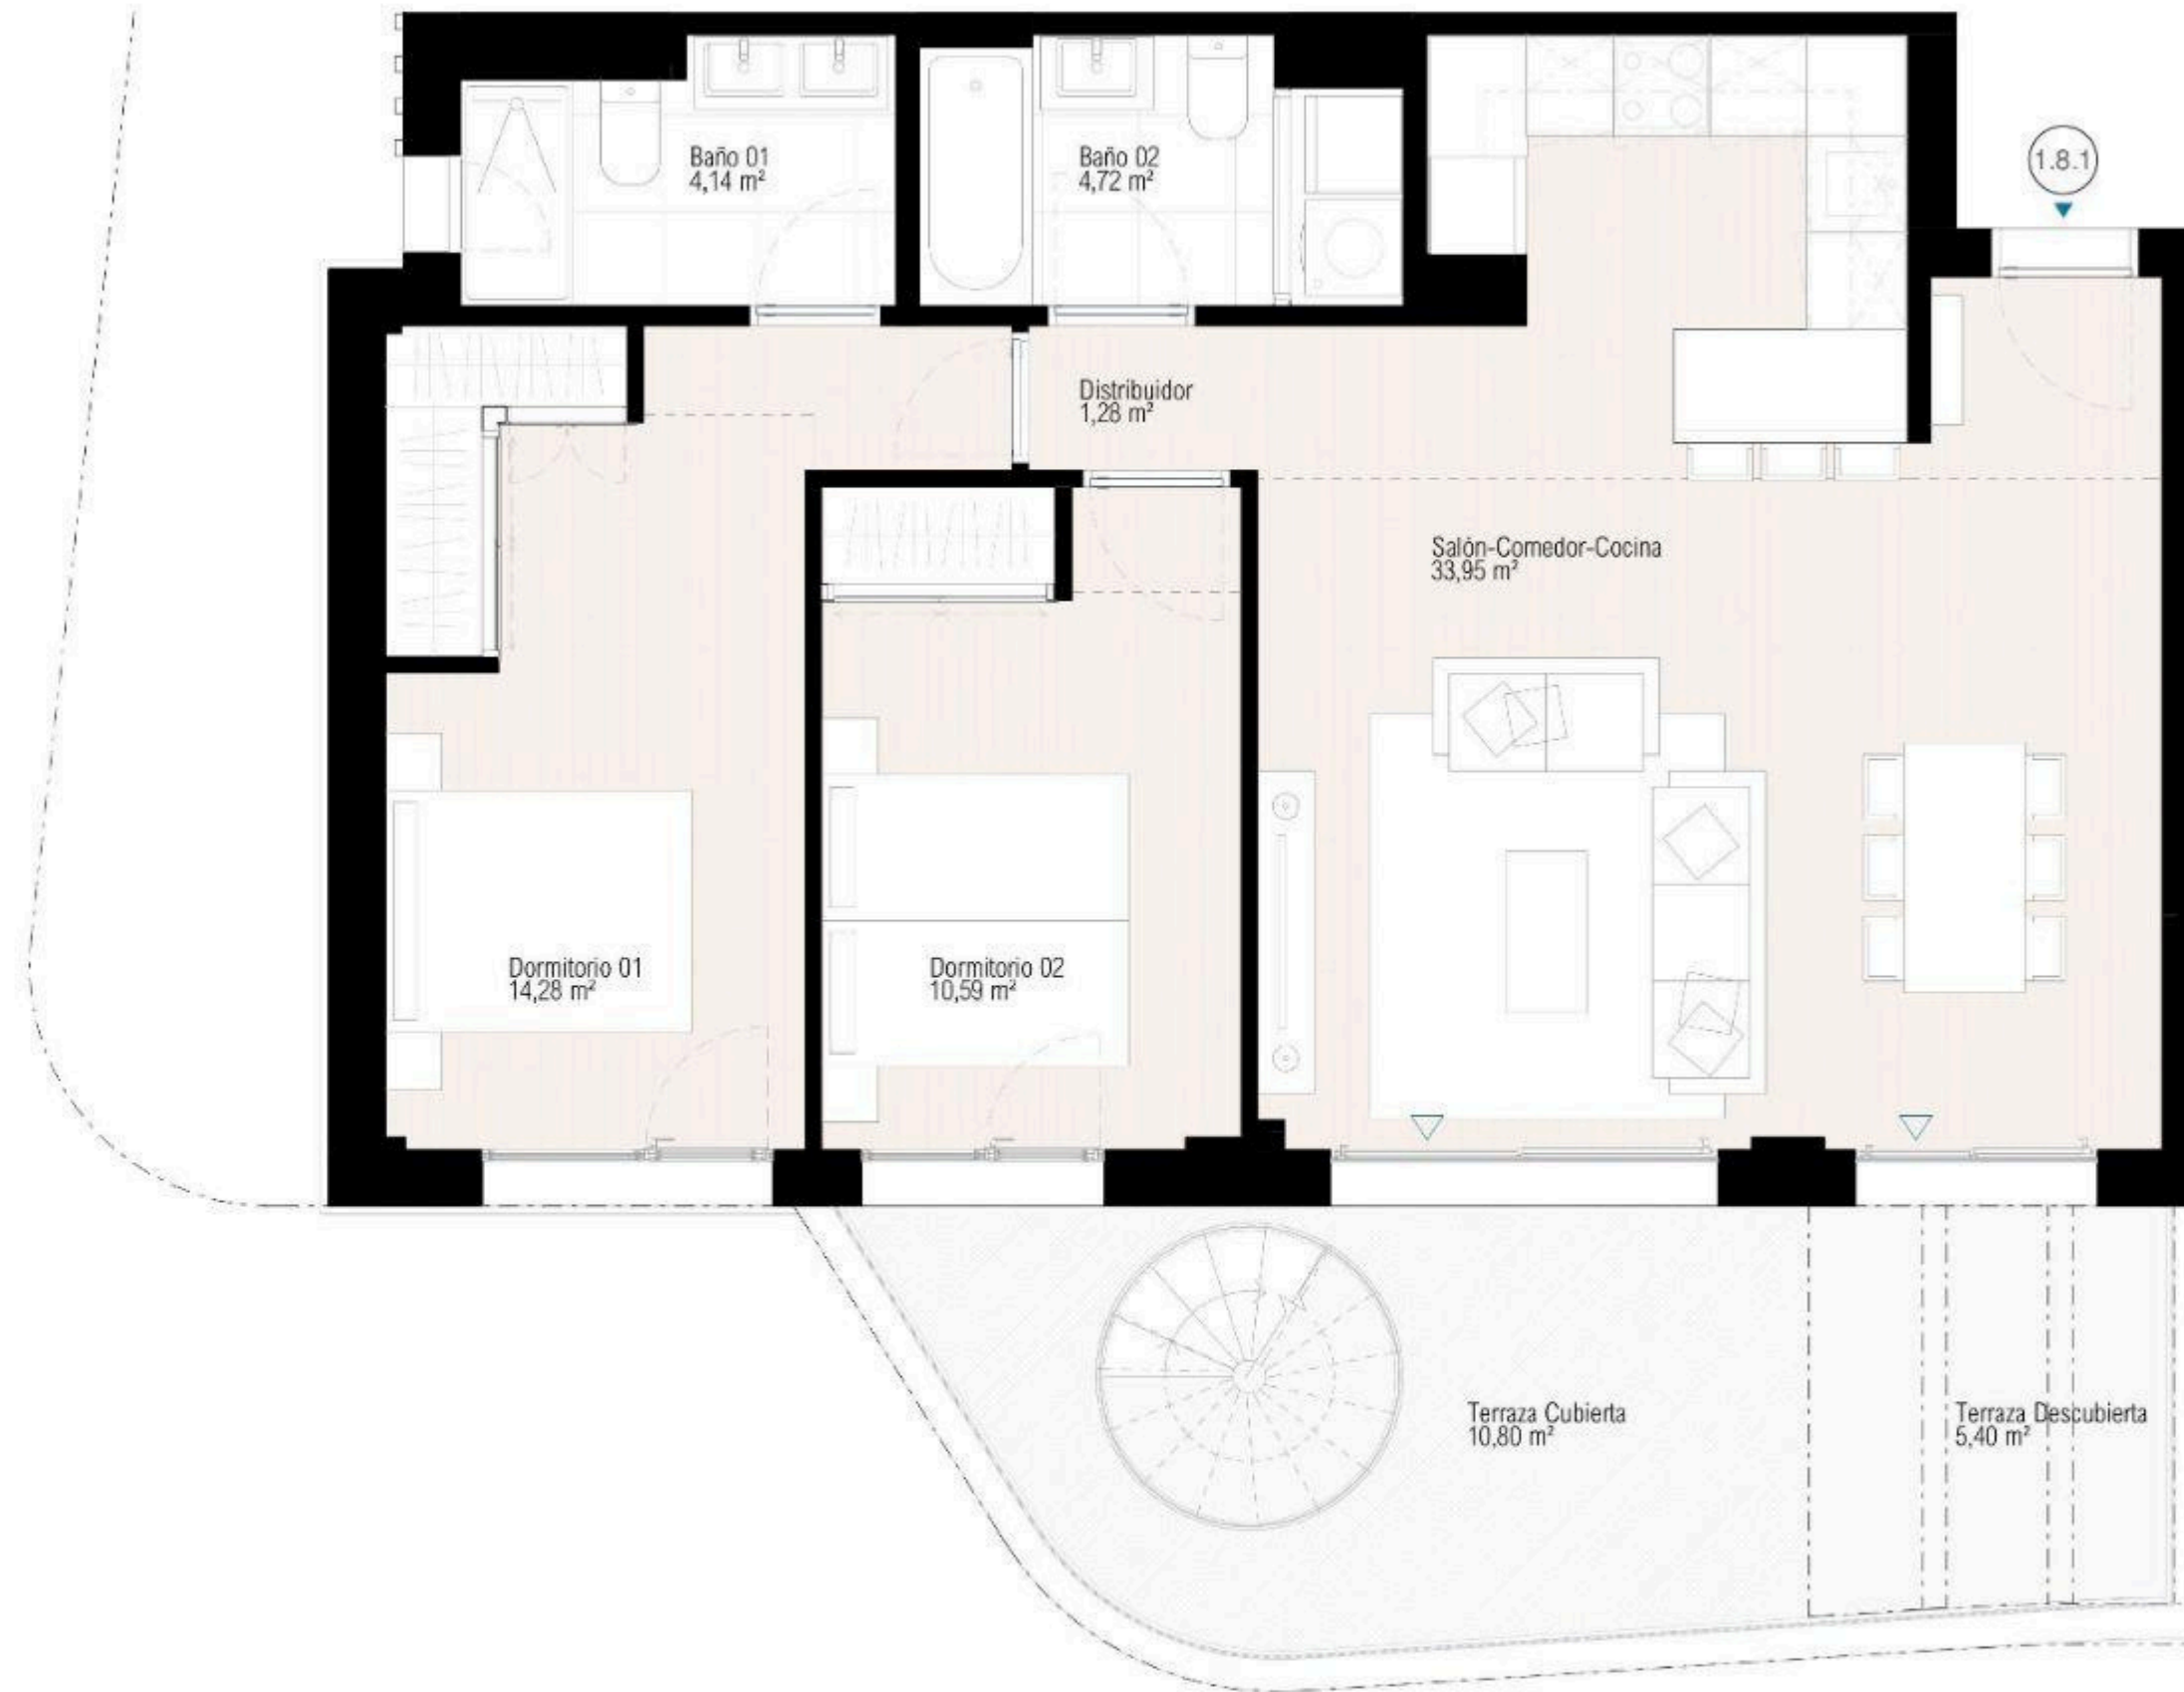 Baño 01
4,14 m²
Baño 02
4,72 m²
1.8.1
Distribuidor
1,28 m²
Salón-Comedor-Cocina
33,95 m²
Dormitorio 01
14,28 m²
Dormitorio 02
10,59 m²
Terraza Cubierta
10,80 m²
Terraza Descubierta
5,40 m²